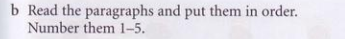 b Read the paragraphs and put them in order.
Number them 1–5.